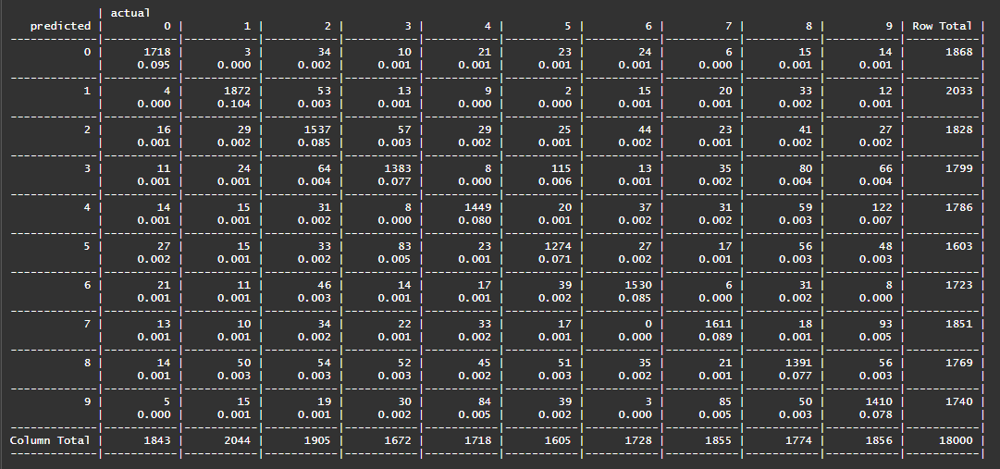 | actual
predicted | 0 | 1 | 2 | 3 | 4 | 5 | 6 | 7 | 8 | 9 | Row Total |
-------------|-----------|-----------|-----------|-----------|-----------|-----------|-----------|-----------|-----------|-----------|-----------|
0 | 1718 | 3 | 34 | 10 | 21 | 23 | 24 | 6 | 15 | 14 | 1868 |
| 0.095 | 0.000 | 0.002 | 0.001 | 0.001 | 0.001 | 0.001 | 0.000 | 0.001 | 0.001 | |
-------------|-----------|-----------|-----------|-----------|-----------|-----------|-----------|-----------|-----------|-----------|-----------|
1 | 4 | 1872 | 53 | 13 | 9 | 2 | 15 | 20 | 33 | 12 | 2033 |
| 0.000 | 0.104 | 0.003 | 0.001 | 0.000 | 0.000 | 0.001 | 0.001 | 0.002 | 0.001 | |
-------------|-----------|-----------|-----------|-----------|-----------|-----------|-----------|-----------|-----------|-----------|-----------|
2 | 16 | 29 | 1537 | 57 | 29 | 25 | 44 | 23 | 41 | 27 | 1828 |
| 0.001 | 0.002 | 0.085 | 0.003 | 0.002 | 0.001 | 0.002 | 0.001 | 0.002 | 0.002 | |
-------------|-----------|-----------|-----------|-----------|-----------|-----------|-----------|-----------|-----------|-----------|-----------|
3 | 11 | 24 | 64 | 1383 | 8 | 115 | 13 | 35 | 80 | 66 | 1799 |
| 0.001 | 0.001 | 0.004 | 0.077 | 0.000 | 0.006 | 0.001 | 0.002 | 0.004 | 0.004 | |
-------------|-----------|-----------|-----------|-----------|-----------|-----------|-----------|-----------|-----------|-----------|-----------|
4 | 14 | 15 | 31 | 8 | 1449 | 20 | 37 | 31 | 59 | 122 | 1786 |
| 0.001 | 0.001 | 0.002 | 0.000 | 0.080 | 0.001 | 0.002 | 0.002 | 0.003 | 0.007 | |
-------------|-----------|-----------|-----------|-----------|-----------|-----------|-----------|-----------|-----------|-----------|-----------|
5 | 27 | 15 | 33 | 83 | 23 | 1274 | 27 | 17 | 56 | 48 | 1603 |
| 0.002 | 0.001 | 0.002 | 0.005 | 0.001 | 0.071 | 0.002 | 0.001 | 0.003 | 0.003 | |
-------------|-----------|-----------|-----------|-----------|-----------|-----------|-----------|-----------|-----------|-----------|-----------|
6 | 21 | 11 | 46 | 14 | 17 | 39 | 1530 | 6 | 31 | 8 | 1723 |
| 0.001 | 0.001 | 0.003 | 0.001 | 0.001 | 0.002 | 0.085 | 0.000 | 0.002 | 0.000 | |
-------------|-----------|-----------|-----------|-----------|-----------|-----------|-----------|-----------|-----------|-----------|-----------|
7 | 13 | 10 | 34 | 22 | 33 | 17 | 0 | 1611 | 18 | 93 | 1851 |
| 0.001 | 0.001 | 0.002 | 0.001 | 0.002 | 0.001 | 0.000 | 0.089 | 0.001 | 0.005 | |
-------------|-----------|-----------|-----------|-----------|-----------|-----------|-----------|-----------|-----------|-----------|-----------|
8 | 14 | 50 | 54 | 52 | 45 | 51 | 35 | 21 | 1391 | 56 | 1769 |
| 0.001 | 0.003 | 0.003 | 0.003 | 0.002 | 0.003 | 0.002 | 0.001 | 0.077 | 0.003 | |
-------------|-----------|-----------|-----------|-----------|-----------|-----------|-----------|-----------|-----------|-----------|-----------|
9 | 5 | 15 | 19 | 30 | 84 | 39 | 3 | 85 | 50 | 1410 | 1740 |
| 0.000 | 0.001 | 0.001 | 0.002 | 0.005 | 0.002 | 0.000 | 0.005 | 0.003 | 0.078 | |
-------------|-----------|-----------|-----------|-----------|-----------|-----------|-----------|-----------|-----------|-----------|-----------|
Column Total | 1843 | 2044 | 1905 | 1672 | 1718 | 1605 | 1728 | 1855 | 1774 | 1856 | 18000 |
-------------|-----------|-----------|-----------|-----------|-----------|-----------|-----------|-----------|-----------|-----------|-----------|